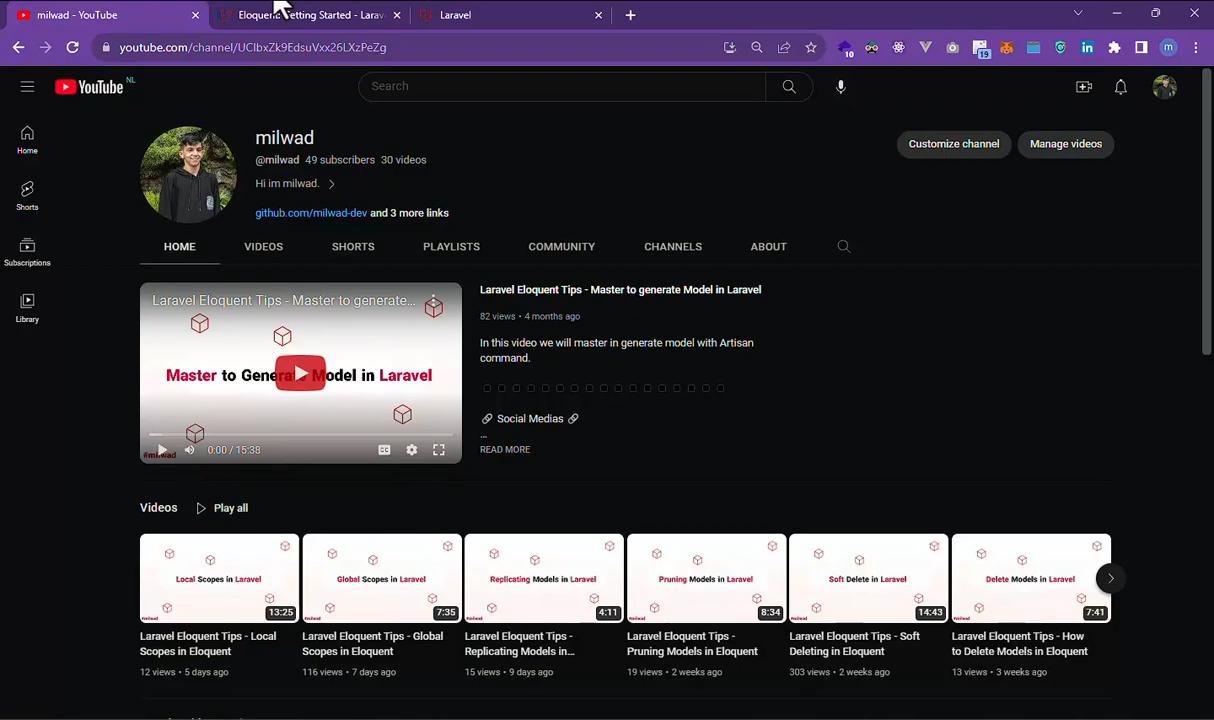 milwad - YouTube
Eloquent: Getting Started - Larav
Laravel
youtube.com/channel/UClbxZk9EdsuVxx26LXzPeZg
10
19
m
YouTube NL
Search
Home
Shorts
Subscriptions
Library
milwad
@milwad 49 subscribers 30 videos
Hi im milwad.
github.com/milwad-dev and 3 more links
Customize channel
Manage videos
HOME
VIDEOS
SHORTS
PLAYLISTS
COMMUNITY
CHANNELS
ABOUT
Laravel Eloquent Tips - Master to generate...
Master to Generate Model in Laravel
#milwad
0:00 / 15:38
Laravel Eloquent Tips - Master to generate Model in Laravel
82 views • 4 months ago
In this video we will master in generate model with Artisan
command.
Social Medias
...
READ MORE
Videos
Play all
Local Scopes in Laravel
#milwad
13:25
Laravel Eloquent Tips - Local
Scopes in Eloquent
12 views • 5 days ago
Global Scopes in Laravel
#milwad
7:35
Laravel Eloquent Tips - Global
Scopes in Eloquent
116 views • 7 days ago
Replicating Models in Laravel
#milwad
4:11
Laravel Eloquent Tips -
Replicating Models in...
15 views • 9 days ago
Pruning Models in Laravel
#milwad
8:34
Laravel Eloquent Tips -
Pruning Models in Eloquent
19 views • 2 weeks ago
Soft Delete in Laravel
#milwad
14:43
Laravel Eloquent Tips - Soft
Deleting in Eloquent
303 views • 2 weeks ago
Delete Models in Laravel
#milwad
7:41
Laravel Eloquent Tips - How
to Delete Models in Eloquent
13 views • 3 weeks ago